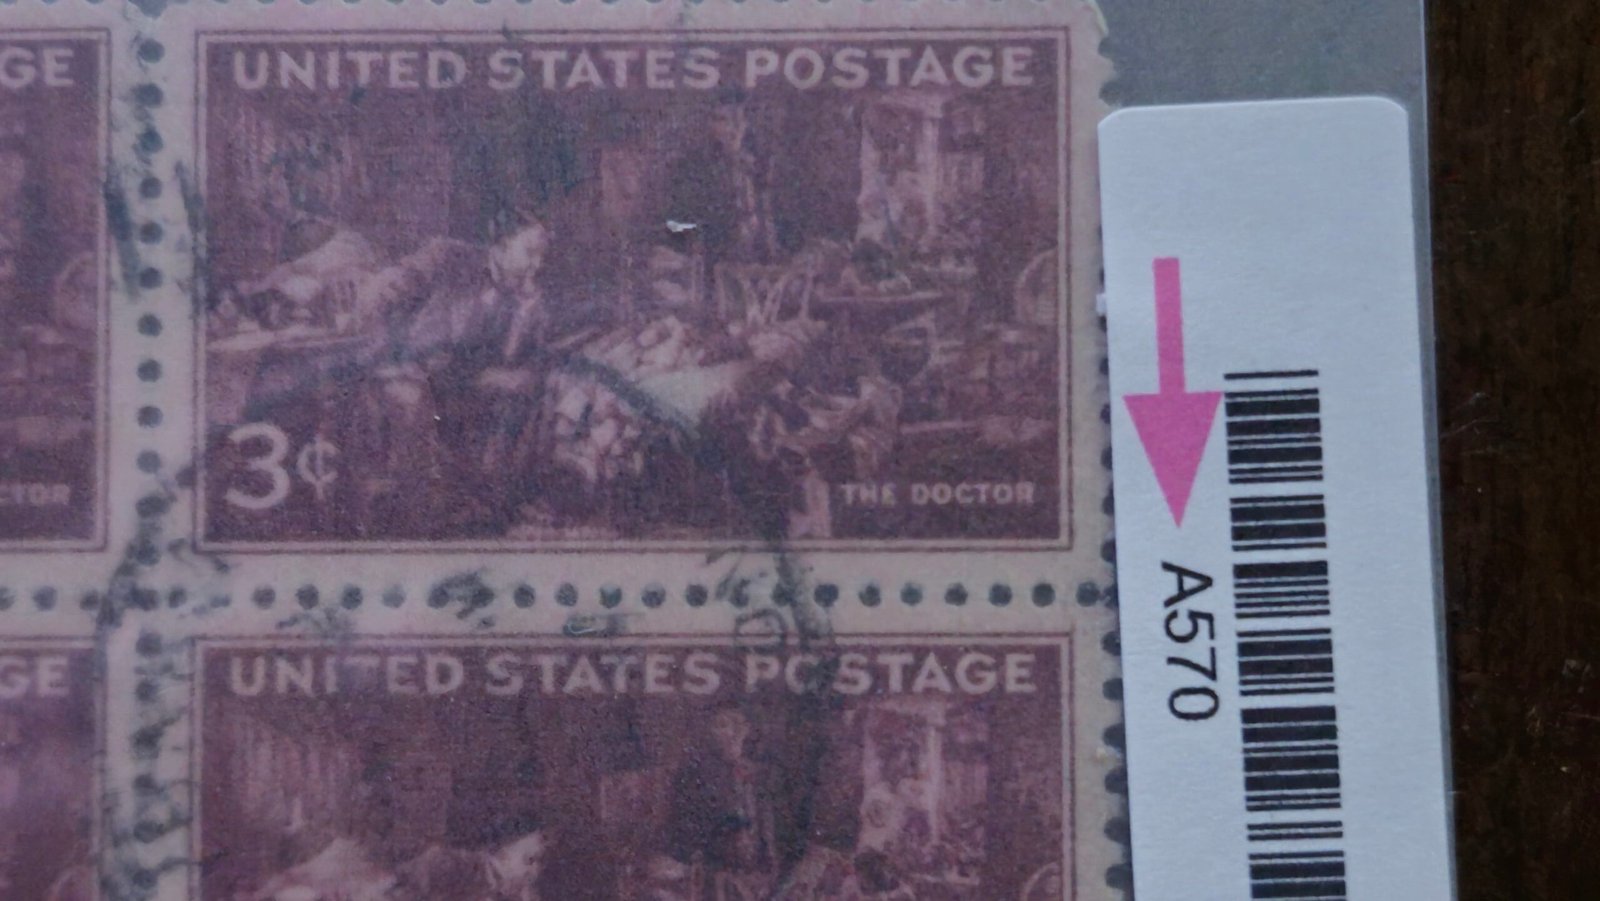 GE
UNITED STATES POSTAGE
3¢
THE DOCTOR
CTOR
A570
GE
UNITED STATES POSTAGE